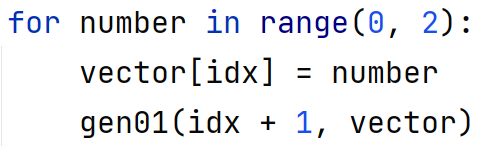 for number in range(0, 2):
    vector[idx] = number
    gen01(idx + 1, vector)